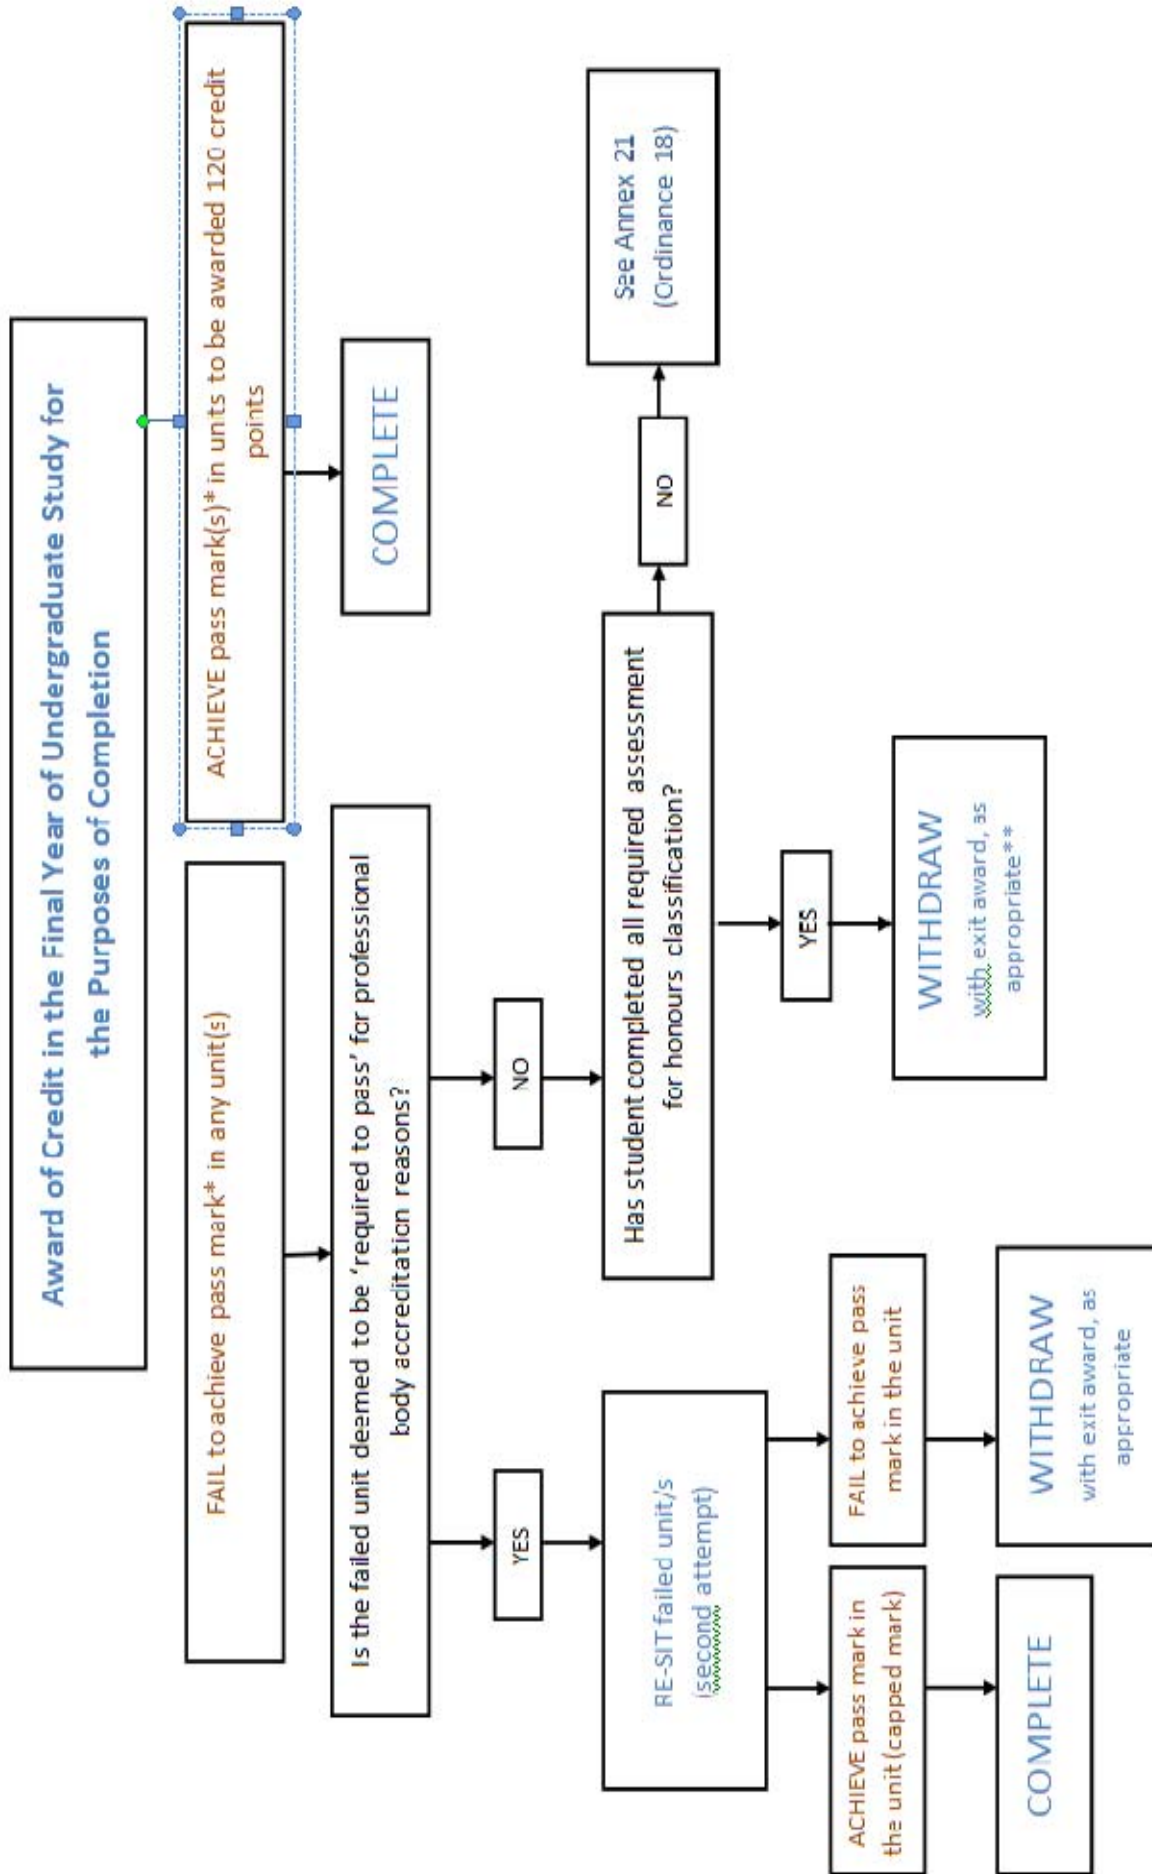 Award of Credit in the Final Year of Undergraduate Study for
the Purposes of Completion
FAIL to achieve pass mark* in any unit(s)
ACHIEVE pass mark(s)* in units to be awarded 120 credit
points
COMPLETE
Is the failed unit deemed to be 'required to pass' for professional
body accreditation reasons?
YES
NO
RE-SIT failed unit/s
(second attempt)
Has student completed all required assessment
for honours classification?
NO
See Annex 21
(Ordinance 18)
ACHIEVE pass mark in
the unit (capped mark)
FAIL to achieve pass
mark in the unit
YES
COMPLETE
WITHDRAW
with exit award, as
appropriate
WITHDRAW
with exit award, as
appropriate**